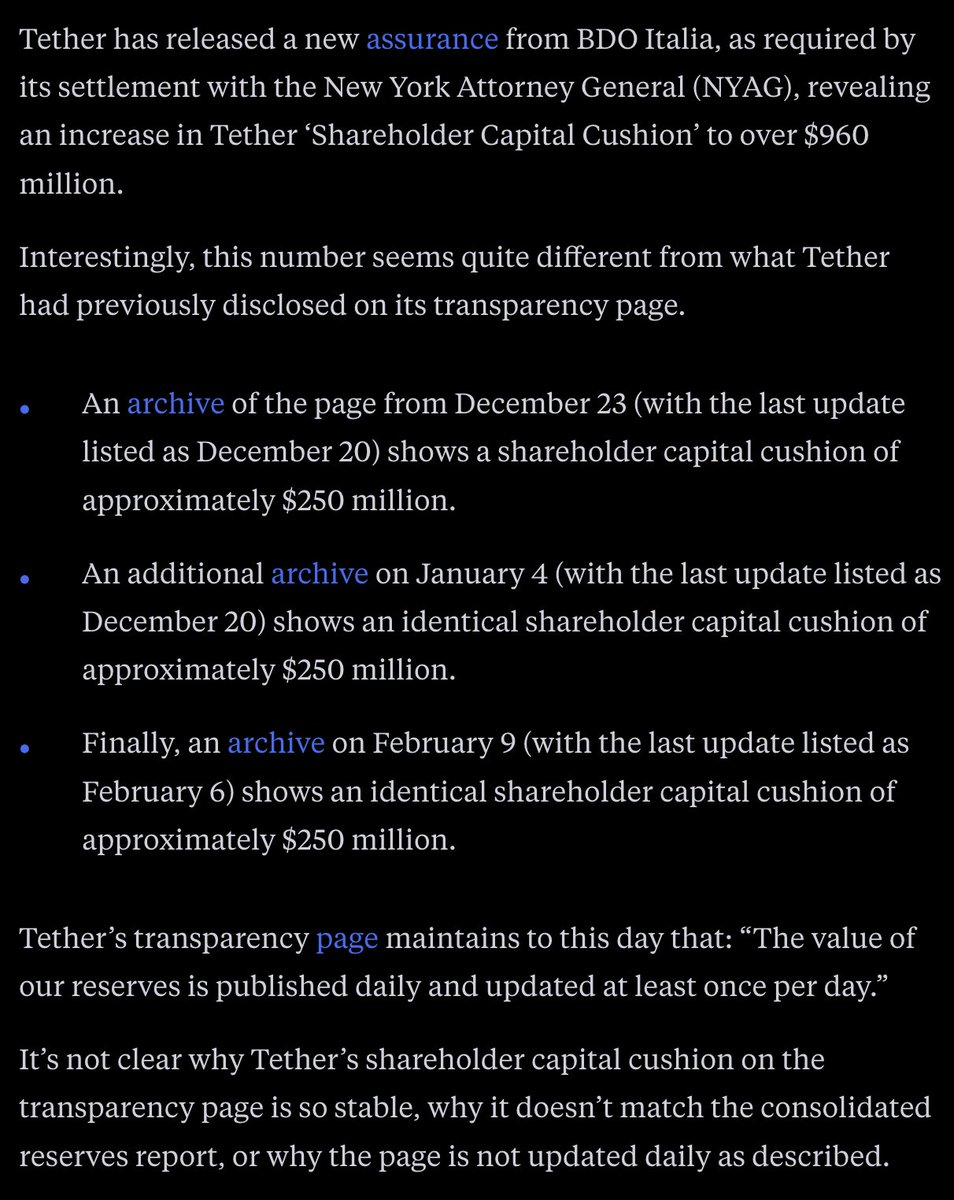 Tether has released a new assurance from BDO Italia, as required by
its settlement with the New York Attorney General (NYAG), revealing
an increase in Tether ‘Shareholder Capital Cushion’ to over $960
million.
Interestingly, this number seems quite different from what Tether
had previously disclosed on its transparency page.
• An archive of the page from December 23 (with the last update
listed as December 20) shows a shareholder capital cushion of
approximately $250 million.
• An additional archive on January 4 (with the last update listed as
December 20) shows an identical shareholder capital cushion of
approximately $250 million.
• Finally, an archive on February 9 (with the last update listed as
February 6) shows an identical shareholder capital cushion of
approximately $250 million.
Tether’s transparency page maintains to this day that: “The value of
our reserves is published daily and updated at least once per day.”
It’s not clear why Tether’s shareholder capital cushion on the
transparency page is so stable, why it doesn’t match the consolidated
reserves report, or why the page is not updated daily as described.